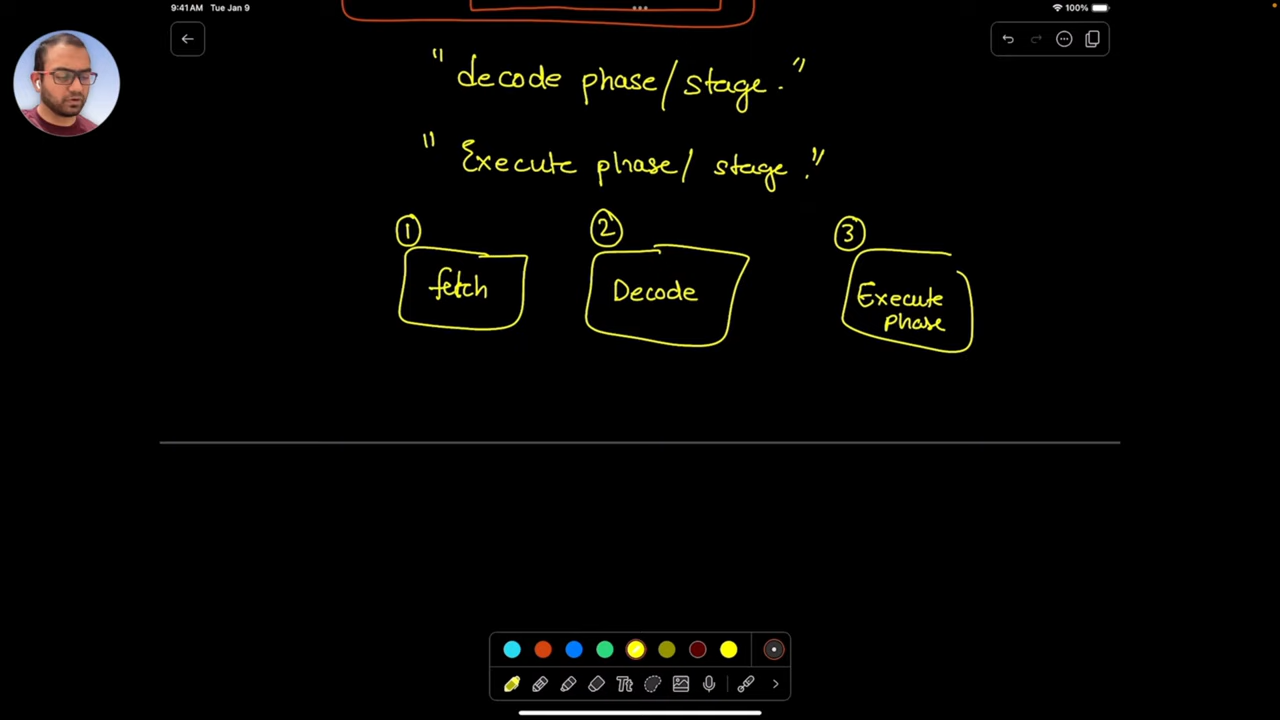 9:41 AM Tue Jan 9
100%
"decode phase/stage."
"Execute phase/ stage."
1 2 3
fetch Decode Execute
phase
Tt